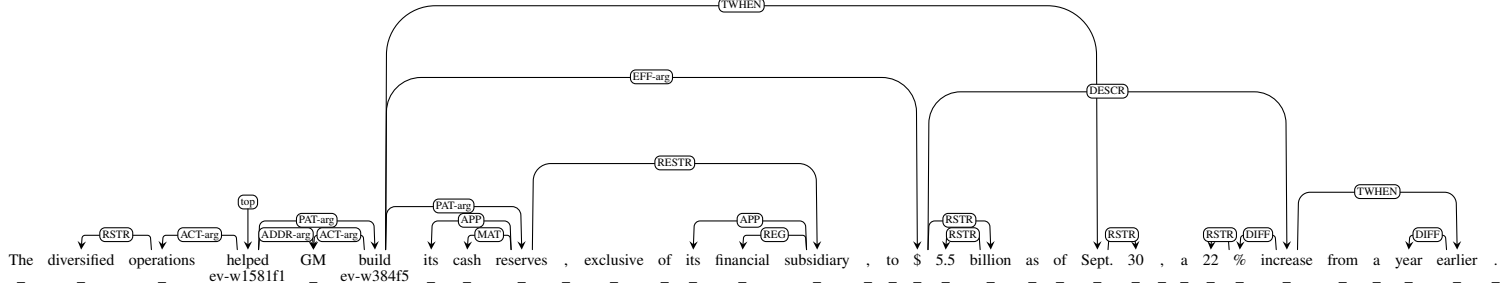 TWHEN
EFF-arg
DESCR
RESTR
TWHEN
top
PAT-arg
PAT-arg APP APP RSTR
RSTR ACT-arg ADDR-arg ACT-arg MAT REG RSTR RSTR RSTR DIFF DIFF
The diversified operations helped GM build its cash reserves , exclusive of its financial subsidiary , to $ 5.5 billion as of Sept. 30 , a 22 % increase from a year earlier .
_ _ _ ev-w1581f1 _ ev-w384f5 _ _ _ _ _ _ _ _ _ _ _ _ _ _ _ _ _ _ _ _ _ _ _ _ _ _ _ _